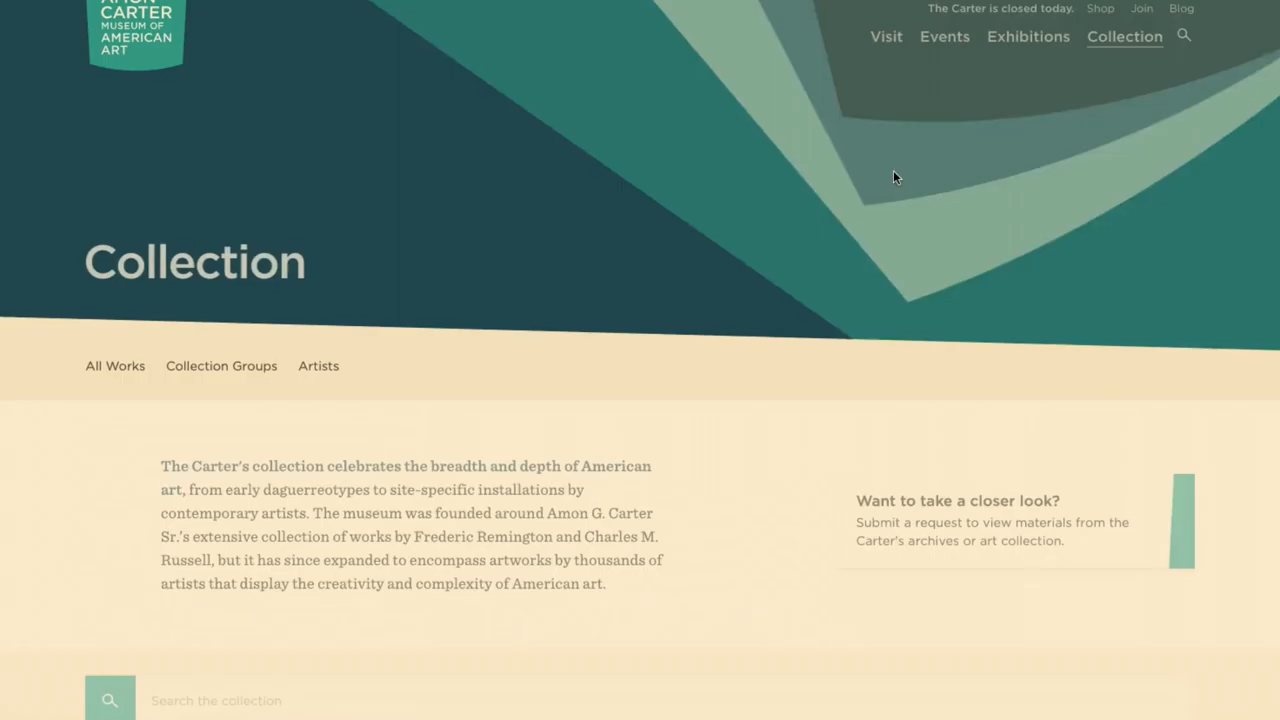 AMON
CARTER
MUSEUM OF
AMERICAN
ART
The Carter is closed today. Shop Join Blog
Visit Events Exhibitions Collection
Collection
All Works Collection Groups Artists
The Carter's collection celebrates the breadth and depth of American
art, from early daguerreotypes to site-specific installations by
contemporary artists. The museum was founded around Amon G. Carter
Sr.'s extensive collection of works by Frederic Remington and Charles M.
Russell, but it has since expanded to encompass artworks by thousands of
artists that display the creativity and complexity of American art.
Want to take a closer look?
Submit a request to view materials from the
Carter's archives or art collection.
Search the collection